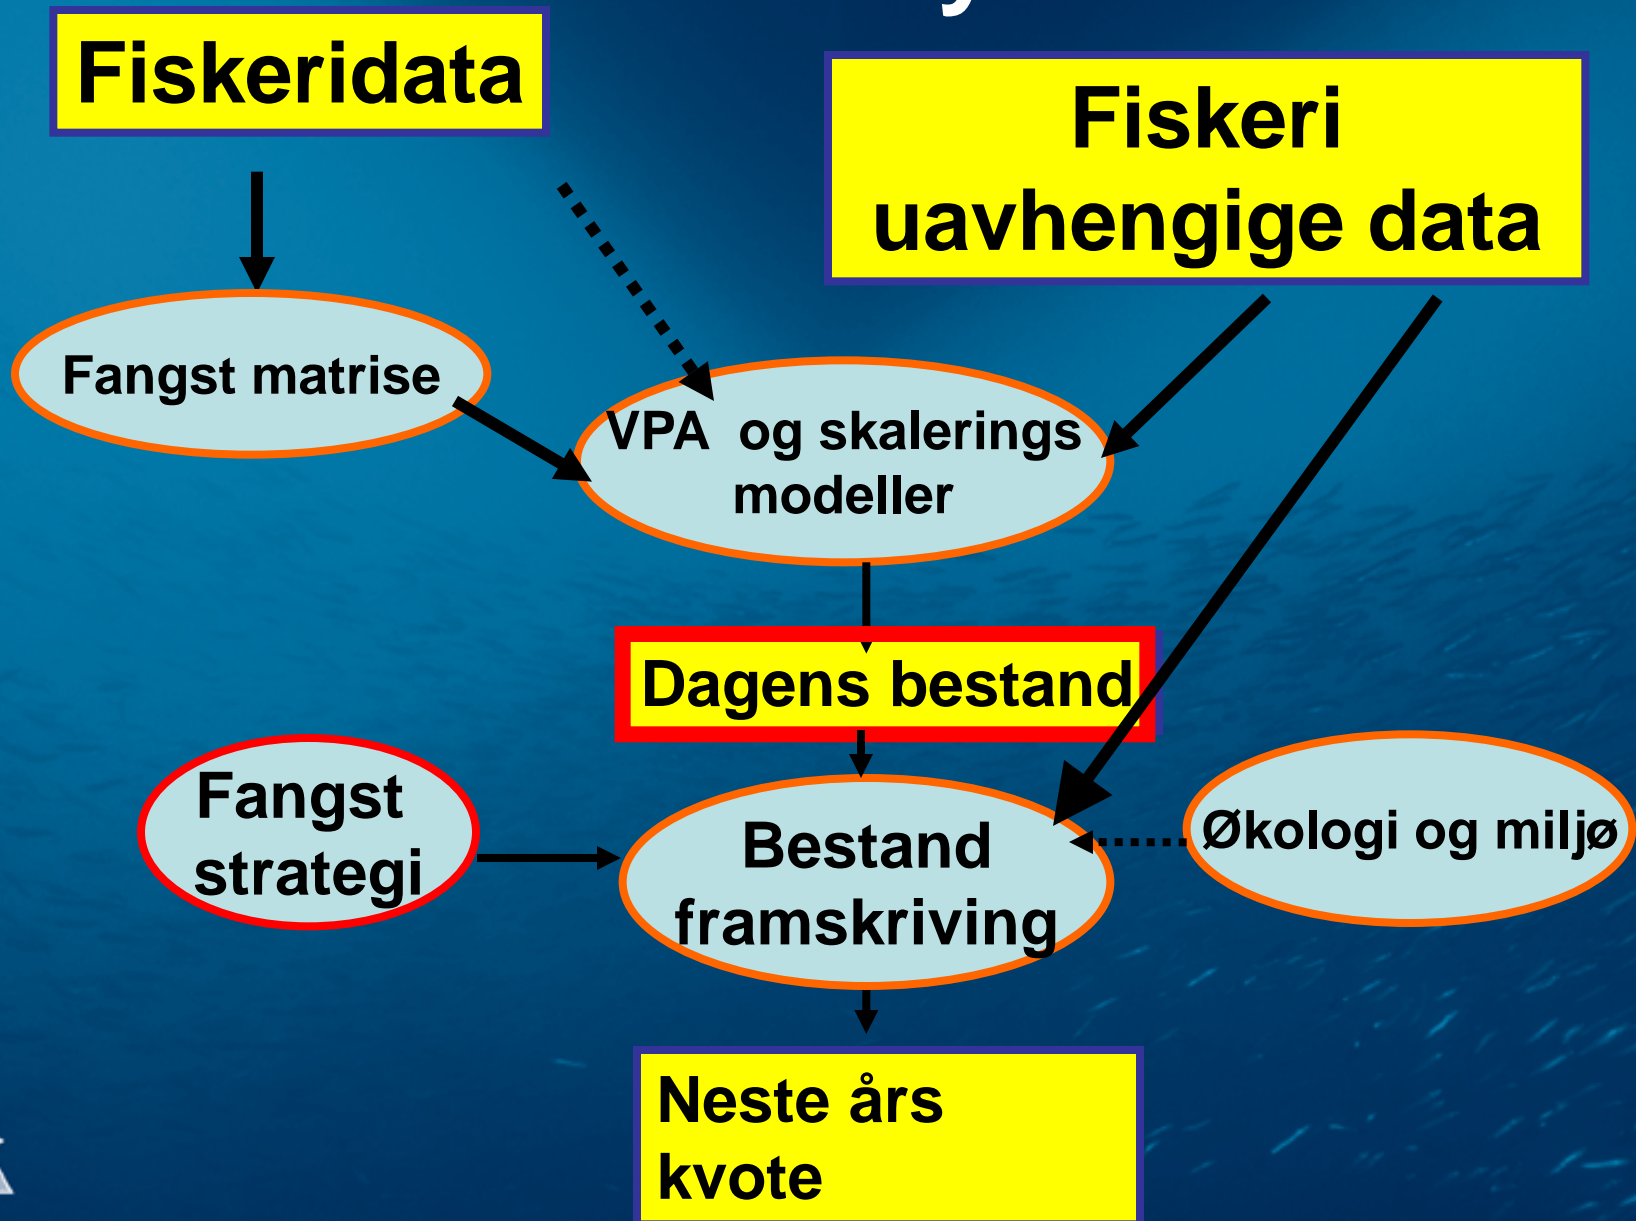 Fiskeridata
Fiskeri
uavhengige data
Fangst matrise
VPA og skalerings
modeller
Dagens bestand
Fangst
strategi
Bestand
framskriving
Økologi og miljø
Neste års
kvote